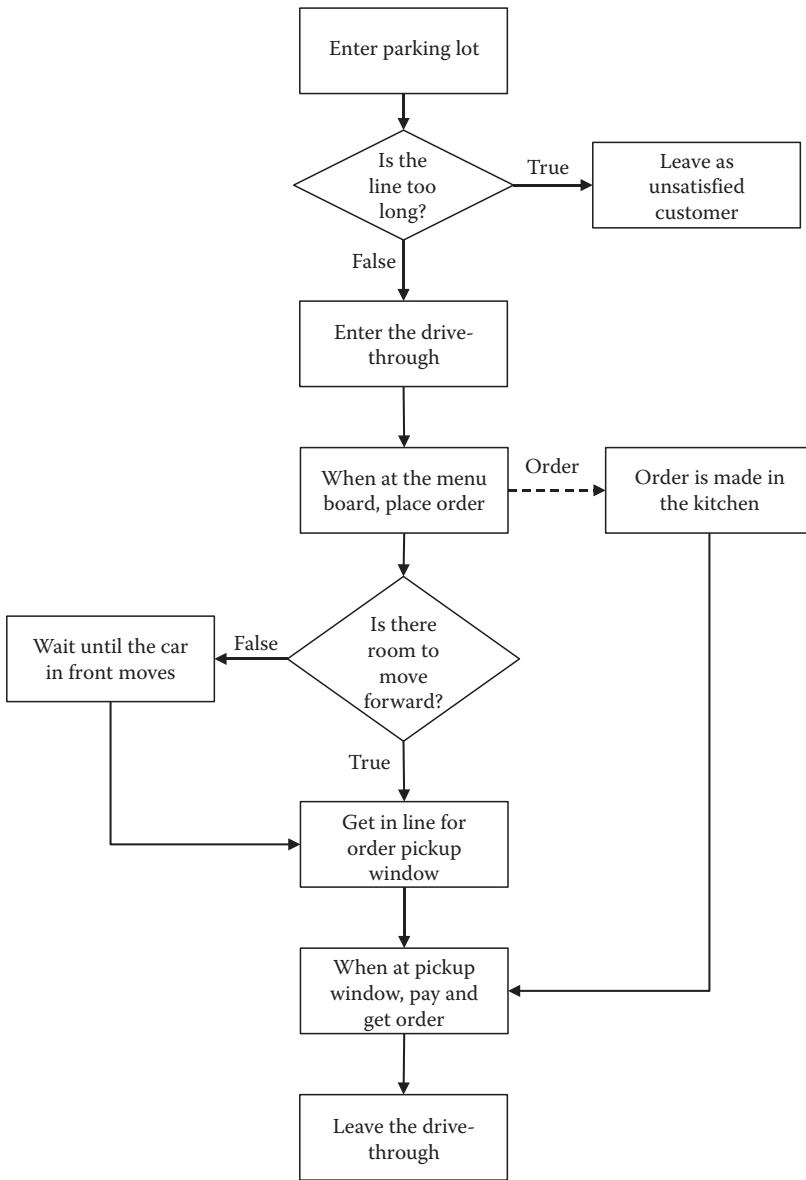 Enter parking lot
Is the
line too
long?
True
Leave as
unsatisfied
customer
False
Enter the drive-
through
When at the menu
board, place order
Order
Order is made in
the kitchen
Wait until the car
in front moves
False
Is there
room to
move
forward?
True
Get in line for
order pickup
window
When at pickup
window, pay and
get order
Leave the drive-
through